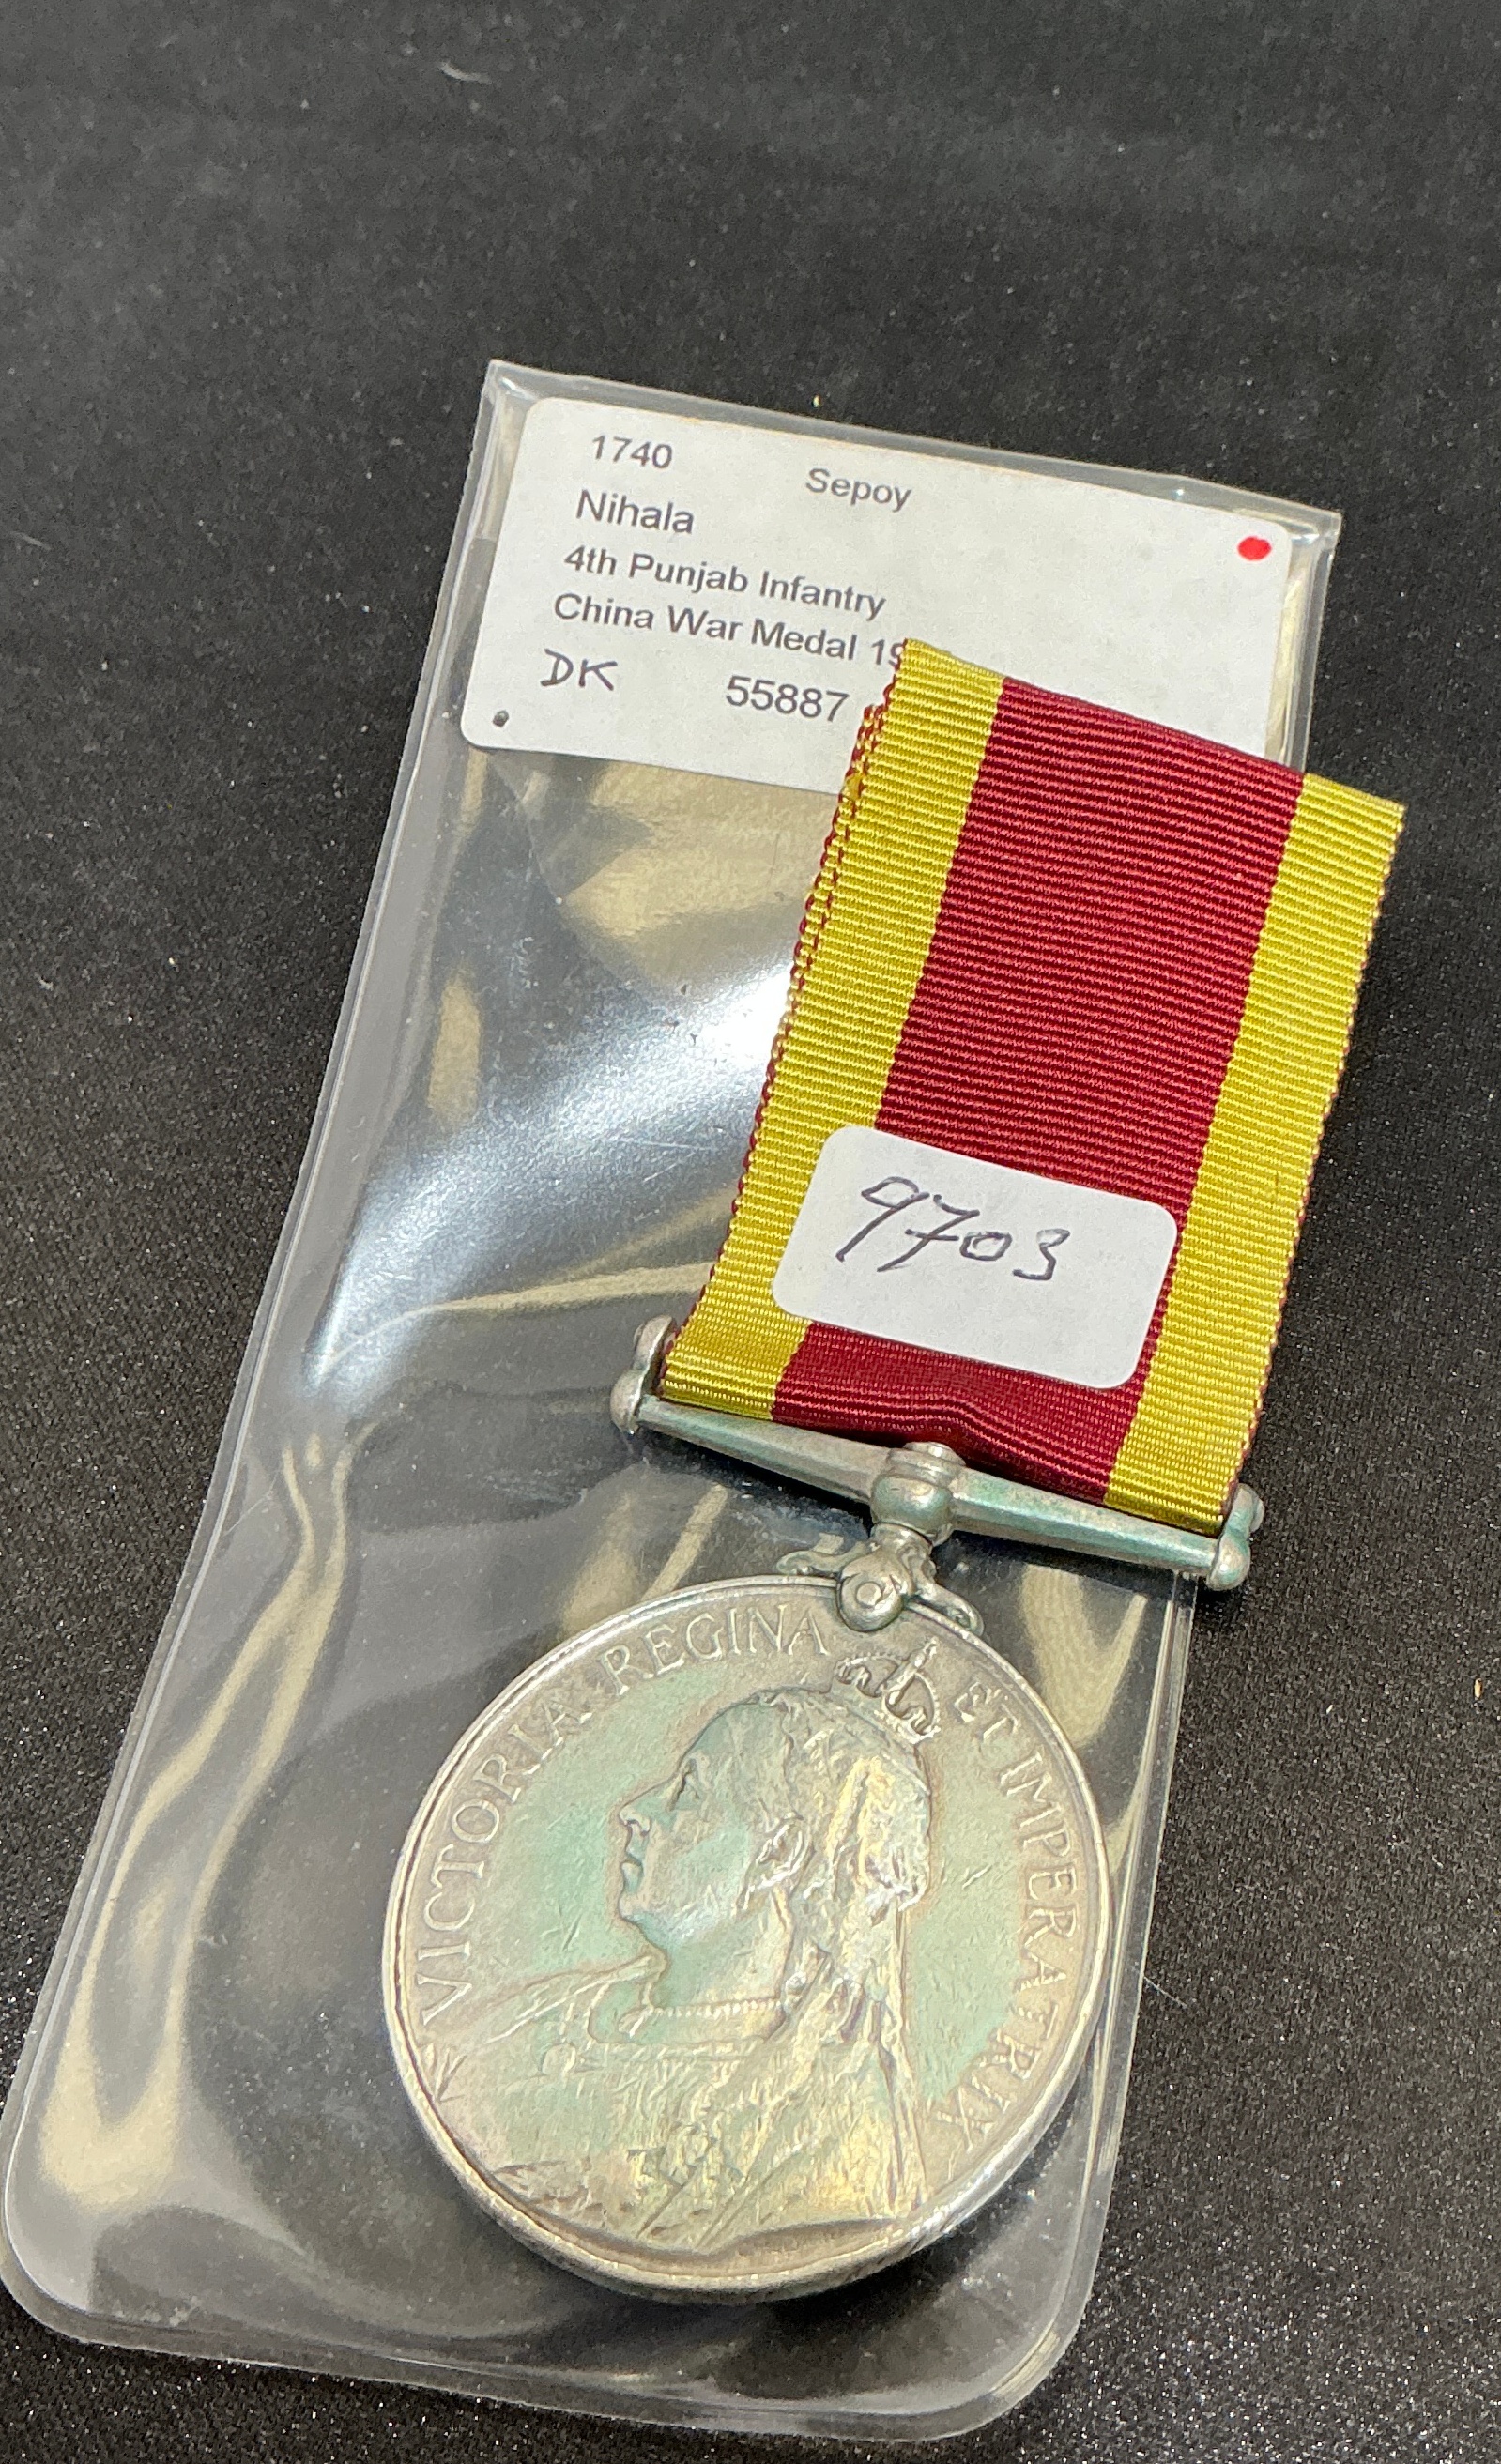 1740 Sepoy
Nihala
4th Punjab Infantry
China War Medal 19
DK 55887
9703
VICTORIA REGINA ET IMPERATRIX